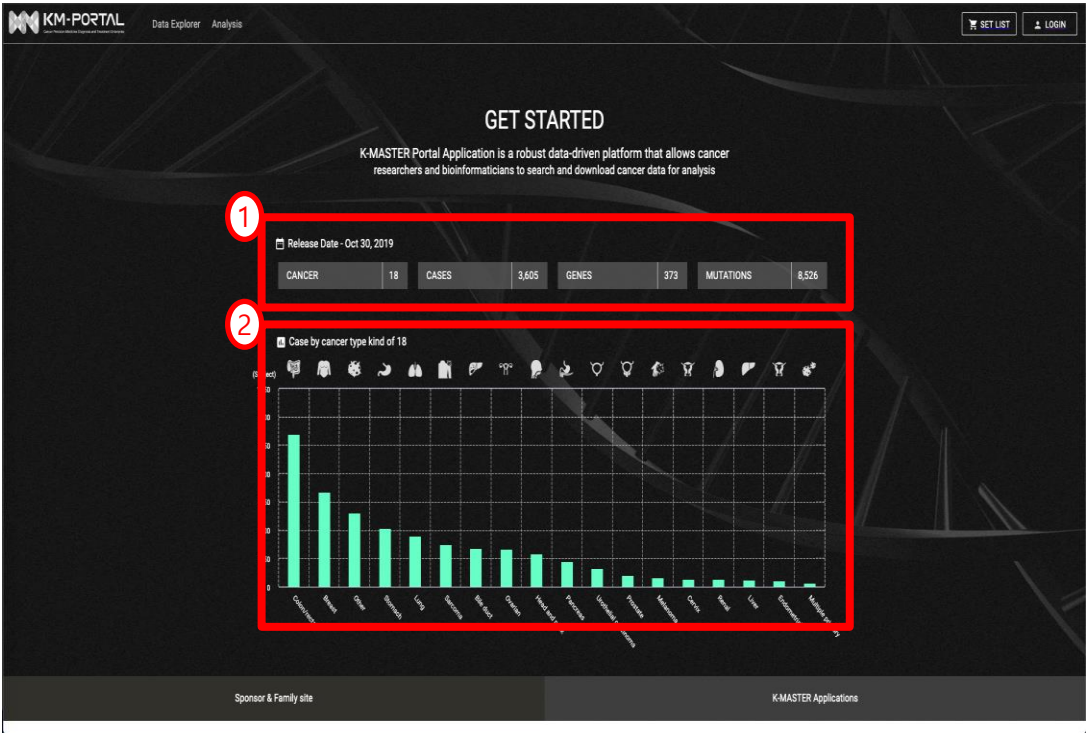 KM-PORTAL
Data Explorer Analysis
SET LIST
LOGIN
GET STARTED
K-MASTER Portal Application is a robust data-driven platform that allows cancer
researchers and bioinformaticians to search and download cancer data for analysis
1
Release Date - Oct 30, 2019
CANCER 18 CASES 3,605 GENES 373 MUTATIONS 8,526
2
Case by cancer type kind of 18
0
Breast
Other
Stomach
Lung
Sarcoma
Bile duct
Ovarian
Head and
Pancreas
Urothelial
Prostate
Melanoma
Cervix
Renal
Liver
Multiple
Sponsor & Family site
K-MASTER Applications